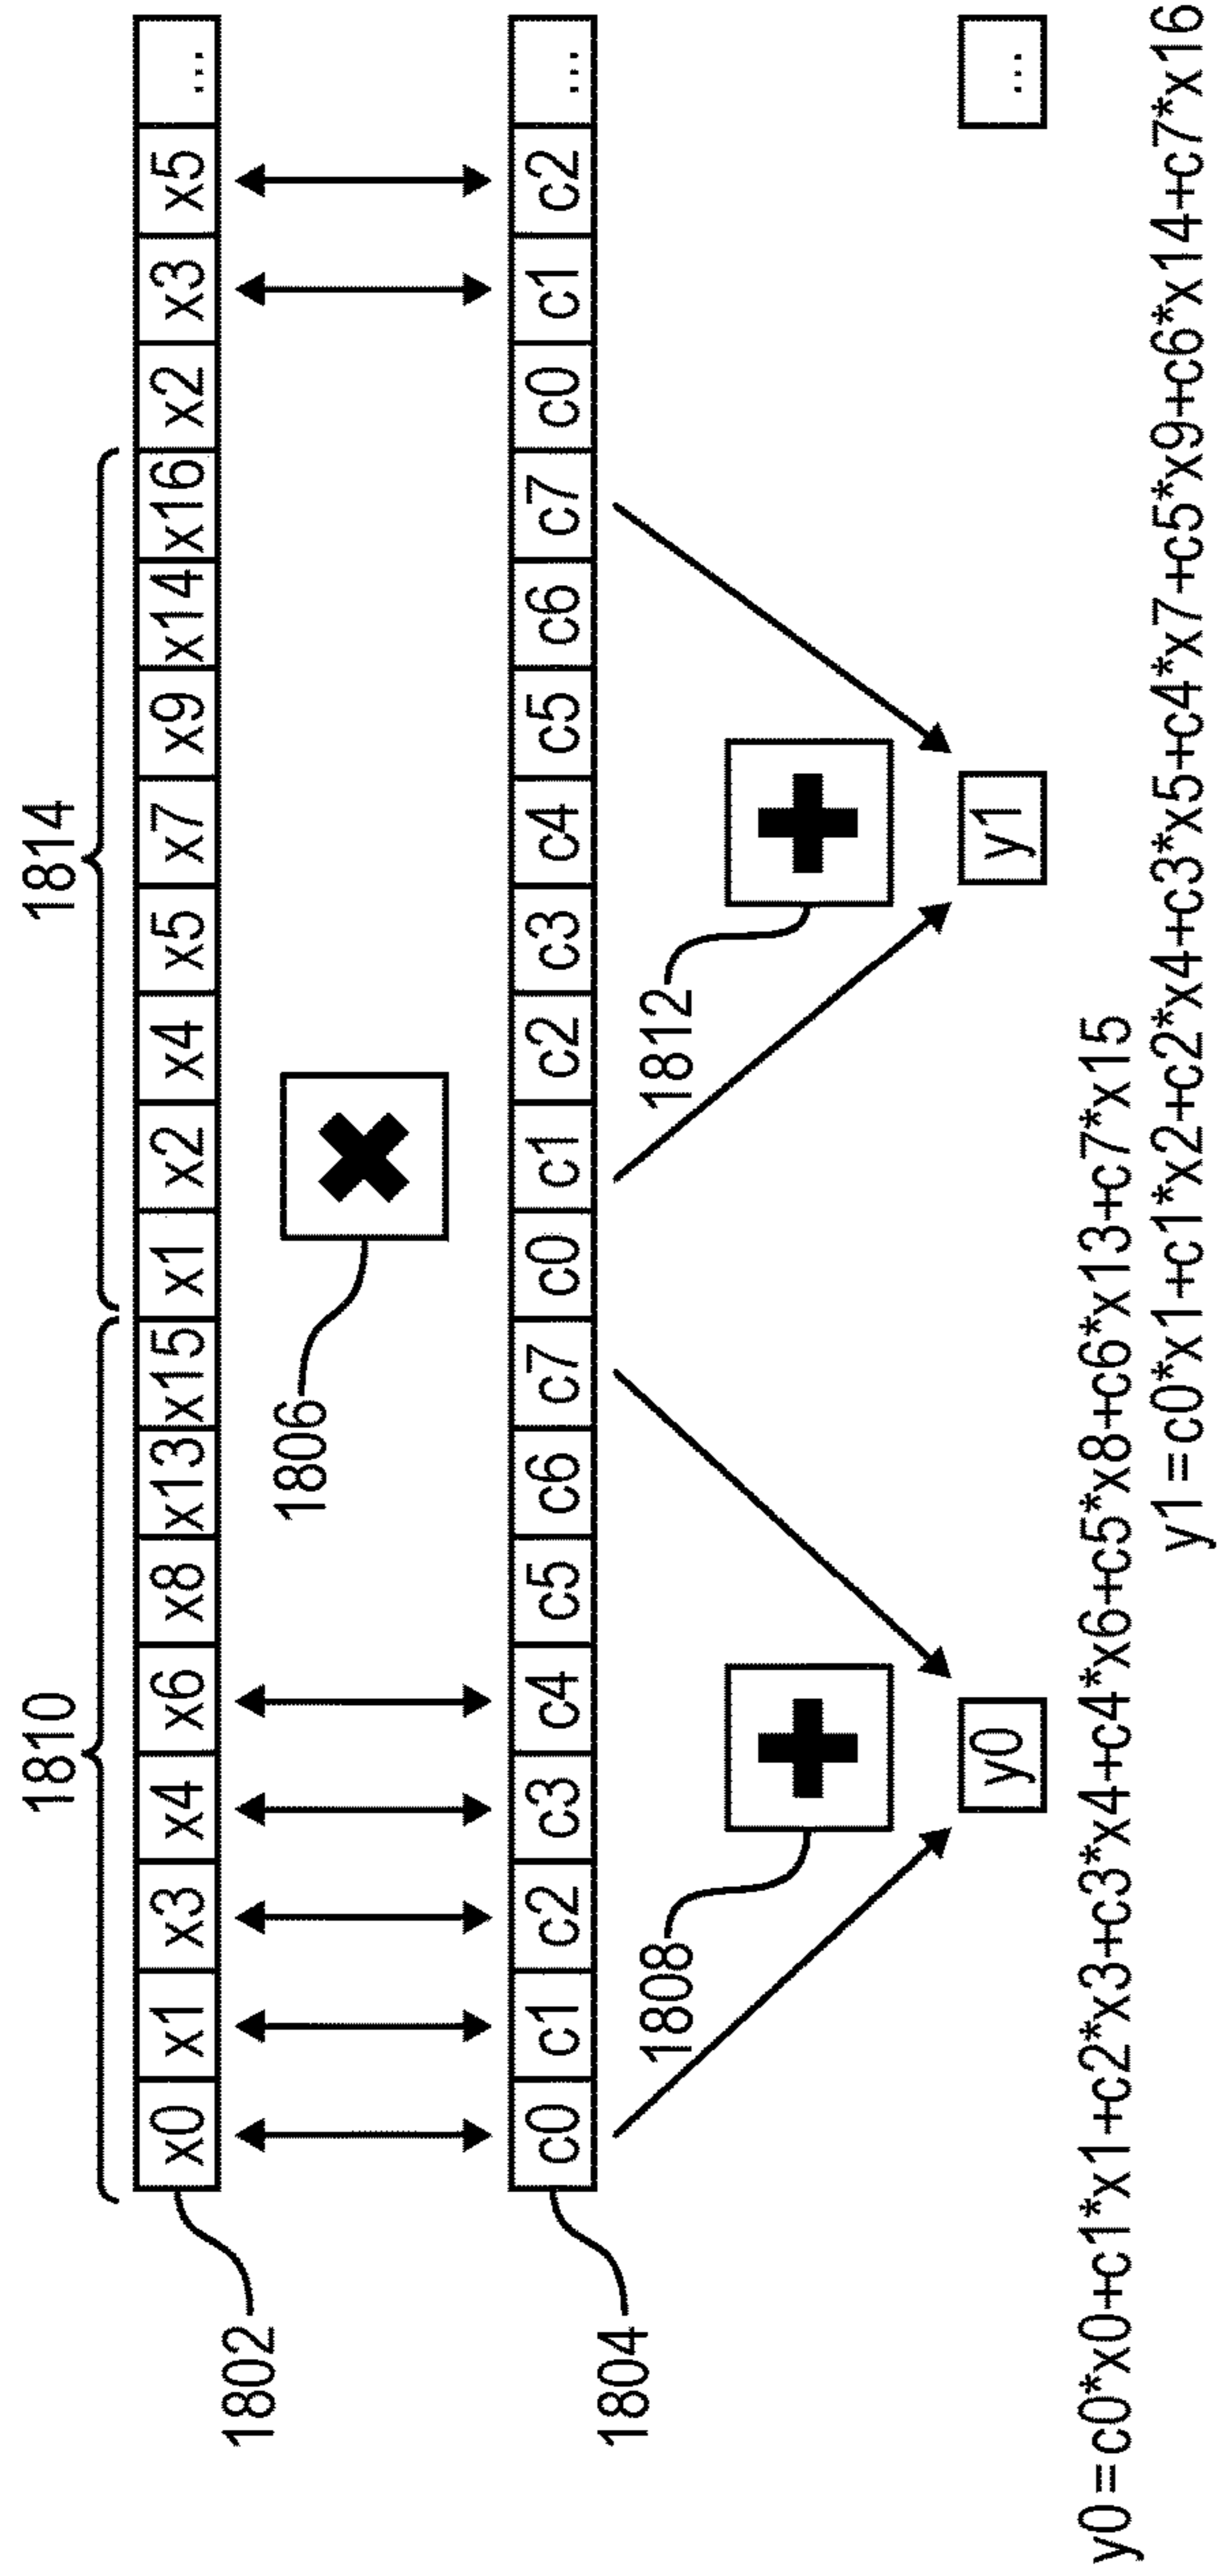 1810 1814
x0 x1 x3 x4 x6 x8 x13 x15 x1 x2 x4 x5 x7 x9 x14 x16 x2 x3 x5 ...
1802
1806
c0 c1 c2 c3 c4 c5 c6 c7 c0 c1 c2 c3 c4 c5 c6 c7 c0 c1 c2 ...
1804
1808 1812
y0 y1 ...
y0=c0*x0+c1*x1+c2*x3+c3*x4+c4*x6+c5*x8+c6*x13+c7*x15
y1=c0*x1+c1*x2+c2*x4+c3*x5+c4*x7+c5*x9+c6*x14+c7*x16